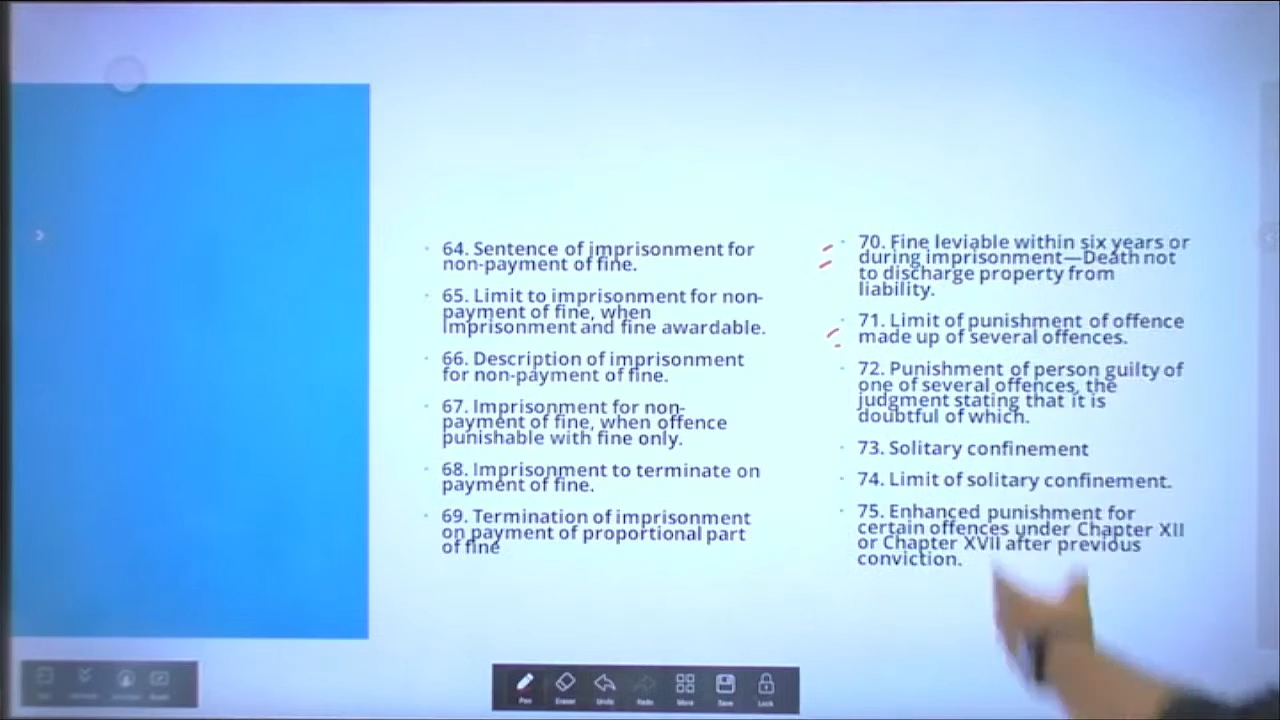 64. Sentence of imprisonment for
non-payment of fine.
65. Limit to imprisonment for non-
payment of fine, when
imprisonment and fine awardable.
66. Description of imprisonment
for non-payment of fine.
67. Imprisonment for non-
payment of fine, when offence
punishable with fine only.
68. Imprisonment to terminate on
payment of fine.
69. Termination of imprisonment
on payment of proportional part
of fine
70. Fine leviable within six years or
during imprisonment—Death not
to discharge property from
liability.
71. Limit of punishment of offence
made up of several offences.
72. Punishment of person guilty of
one of several offences, the
judgment stating that it is
doubtful of which.
73. Solitary confinement
74. Limit of solitary confinement.
75. Enhanced punishment for
certain offences under Chapter XII
or Chapter XVII after previous
conviction.
Pen Eraser Undo Redo More Save Lock